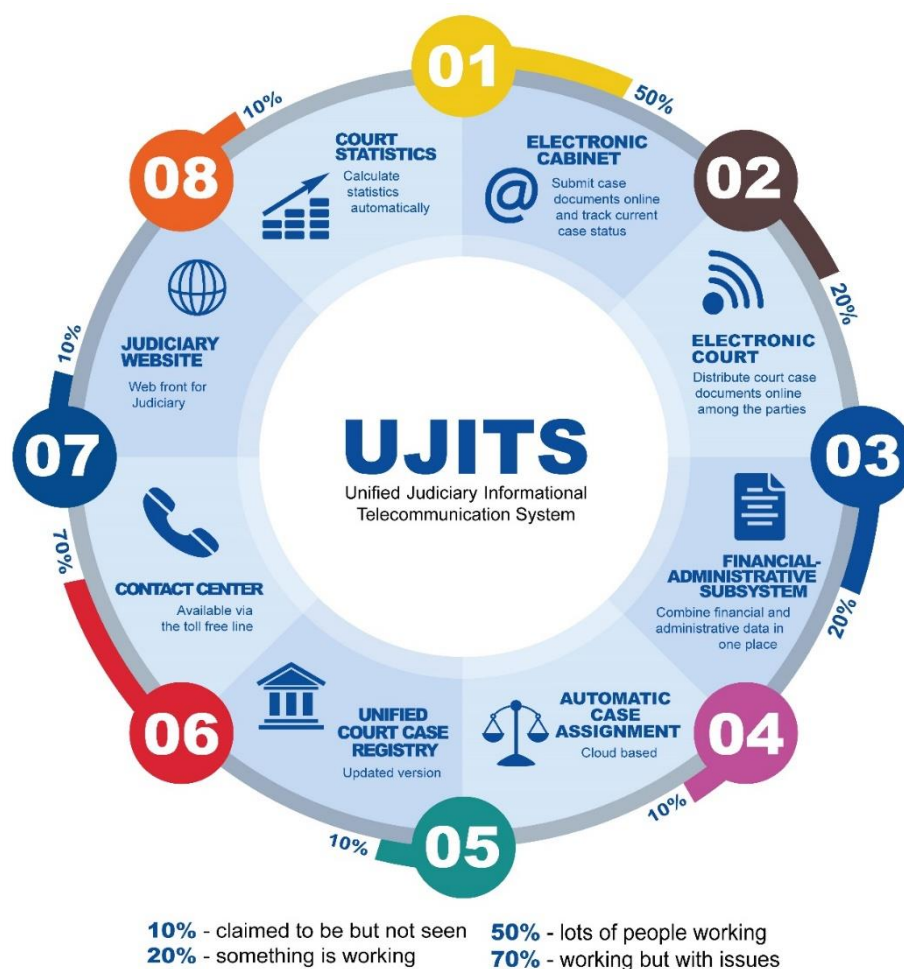 01
50%
ELECTRONIC
CABINET
@
Submit case
documents online
and track current
case status
02
20%
ELECTRONIC
COURT
Distribute court case
documents online
among the parties
03
20%
FINANCIAL-
ADMINISTRATIVE
SUBSYSTEM
Combine financial and
administrative data in
one place
04
10%
AUTOMATIC
CASE
ASSIGNMENT
Cloud based
05
10%
UNIFIED
COURT CASE
REGISTRY
Updated version
06
70%
CONTACT CENTER
Available via
the toll free line
07
10%
JUDICIARY
WEBSITE
Web front for
Judiciary
08
10%
COURT
STATISTICS
Calculate
statistics
automatically
UJITS
Unified Judiciary Informational
Telecommunication System
10% - claimed to be but not seen
20% - something is working
50% - lots of people working
70% - working but with issues